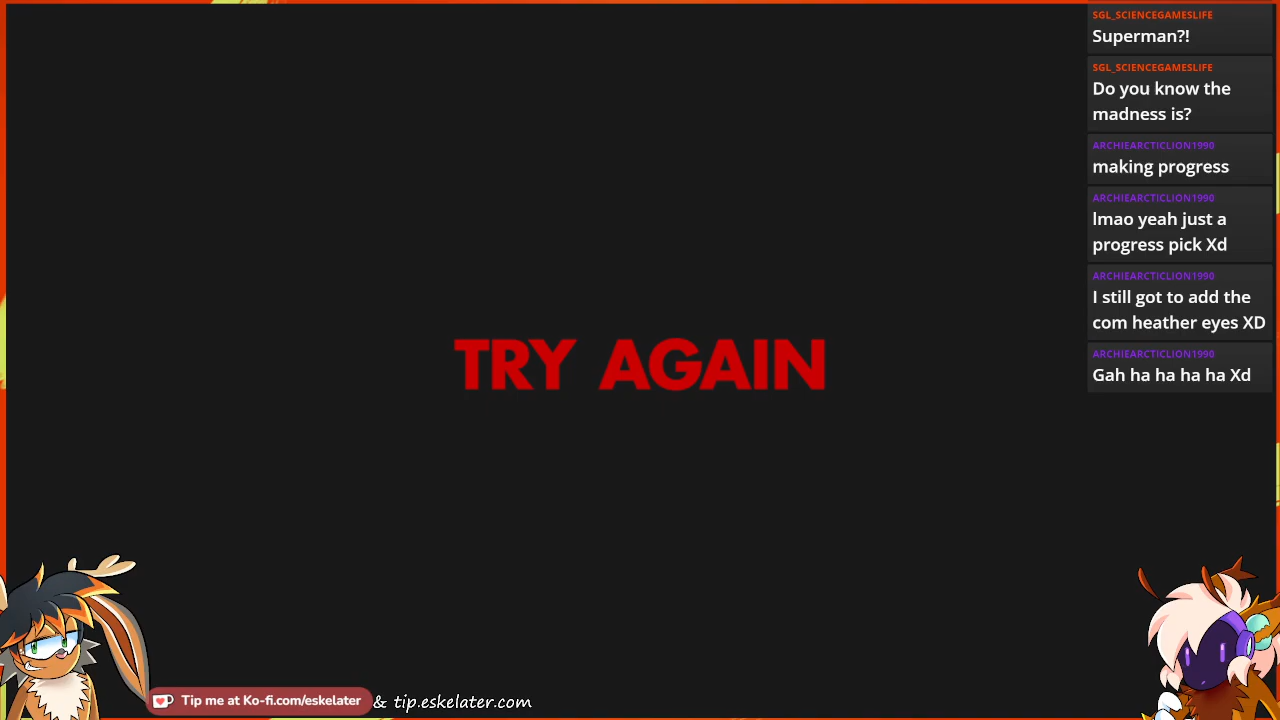 SGL_SCIENCEGAMESLIFE
Superman?!
SGL_SCIENCEGAMESLIFE
Do you know the
madness is?
ARCHIEARCTICLION1990
making progress
ARCHIEARCTICLION1990
lmao yeah just a
progress pick Xd
ARCHIEARCTICLION1990
I still got to add the
com heather eyes XD
ARCHIEARCTICLION1990
Gah ha ha ha ha Xd
TRY AGAIN
Tip me at Ko-fi.com/eskelater & tip.eskelater.com